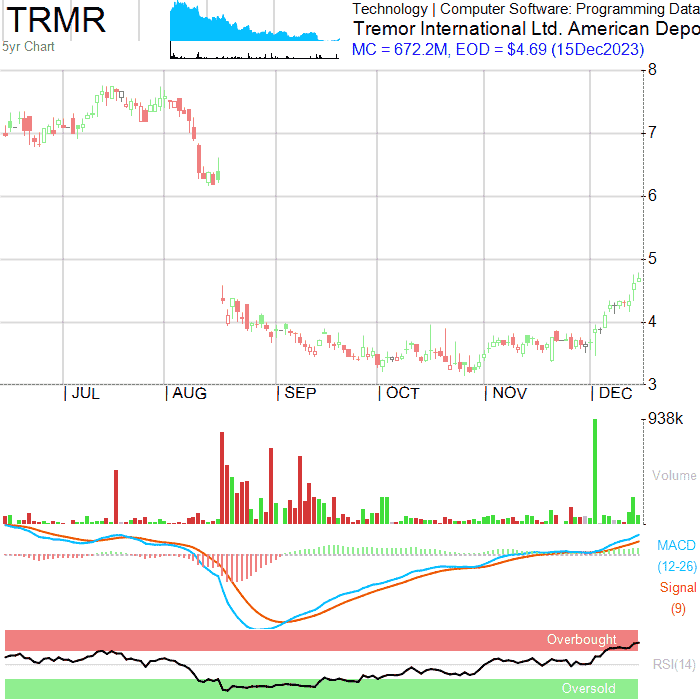 TRMR
5yr Chart
Technology | Computer Software: Programming Data
Tremor International Ltd. American Depo
MC = 672.2M, EOD = $4.69 (15Dec2023)
8
7
6
5
4
3
| JUL | AUG | SEP | OCT | NOV | DEC
938k
Volume
MACD
(12-26)
Signal
(9)
Overbought
RSI(14)
Oversold